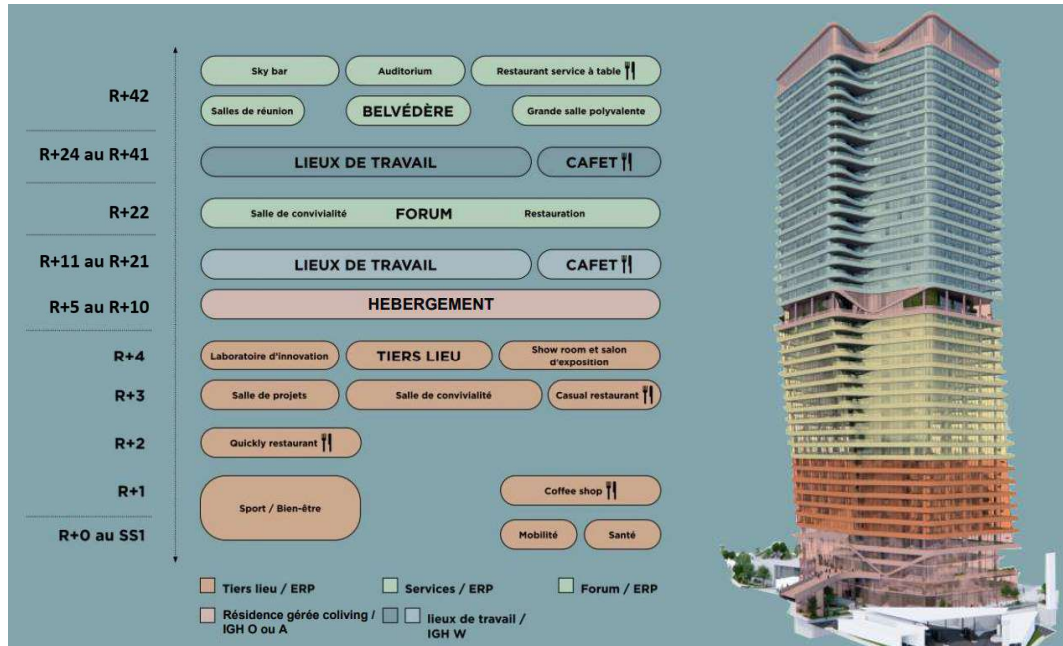 Sky bar
Auditorium
Restaurant service à table
R+42
Salles de réunion
BELVÉDÈRE
Grande salle polyvalente
R+24 au R+41
LIEUX DE TRAVAIL
CAFET
R+22
Salle de convivialité
FORUM
Restauration
R+11 au R+21
LIEUX DE TRAVAIL
CAFET
R+5 au R+10
HEBERGEMENT
R+4
Laboratoire d'innovation
TIERS LIEU
Show room et salon
d'exposition
R+3
Salle de projets
Salle de convivialité
Casual restaurant
R+2
Quickly restaurant
R+1
Sport / Bien-être
Coffee shop
R+0 au SS1
Mobilité
Santé
Tiers lieu / ERP
Services / ERP
Forum / ERP
Résidence gérée coliving /
IGH O ou A
lieux de travail /
IGH W